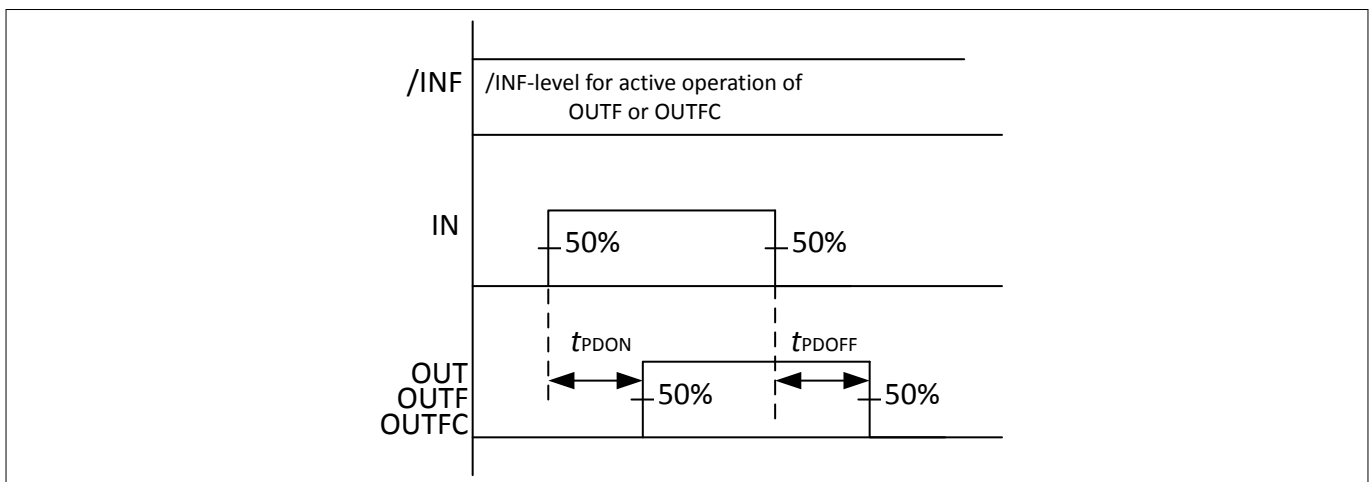 /INF
/INF-level for active operation of
OUTF or OUTFC
IN
50%
50%
tPDON
tPDOFF
OUT
OUTF
OUTFC
50%
50%